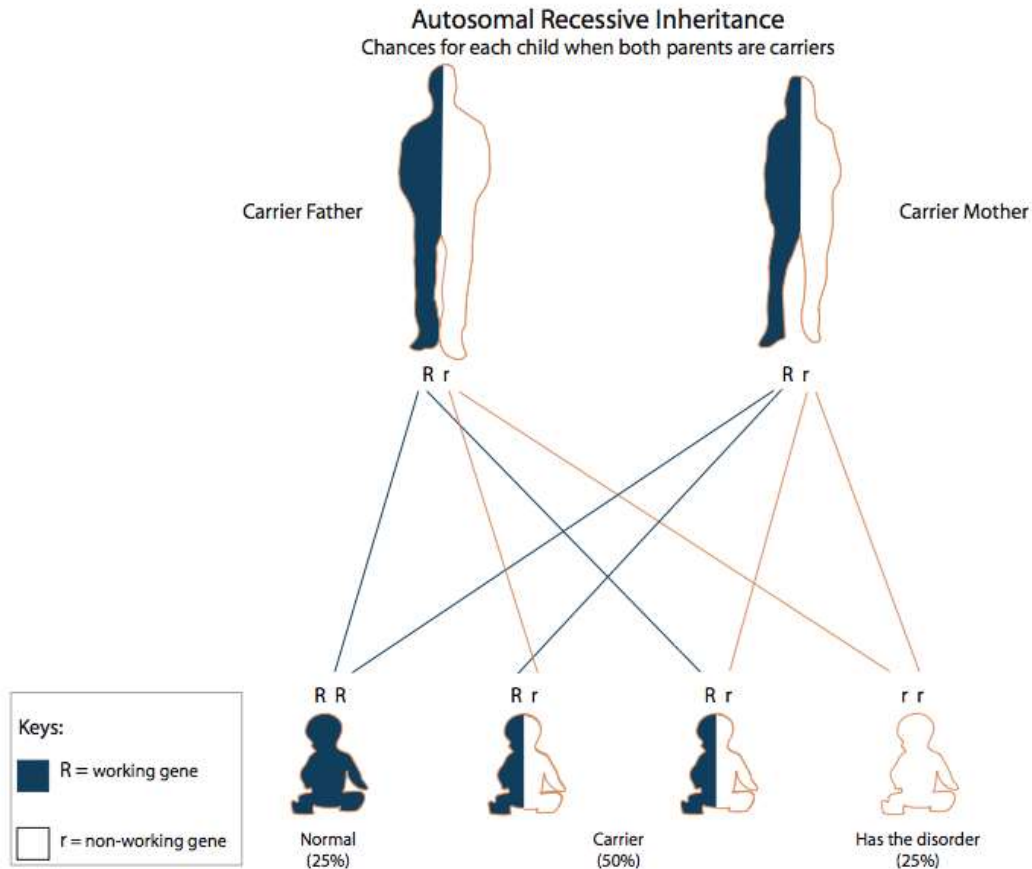 Autosomal Recessive Inheritance
Chances for each child when both parents are carriers
Carrier Father
Carrier Mother
R r
R r
R R
R r
R r
r r
Keys:
R = working gene
r = non-working gene
Normal
(25%)
Carrier
(50%)
Has the disorder
(25%)